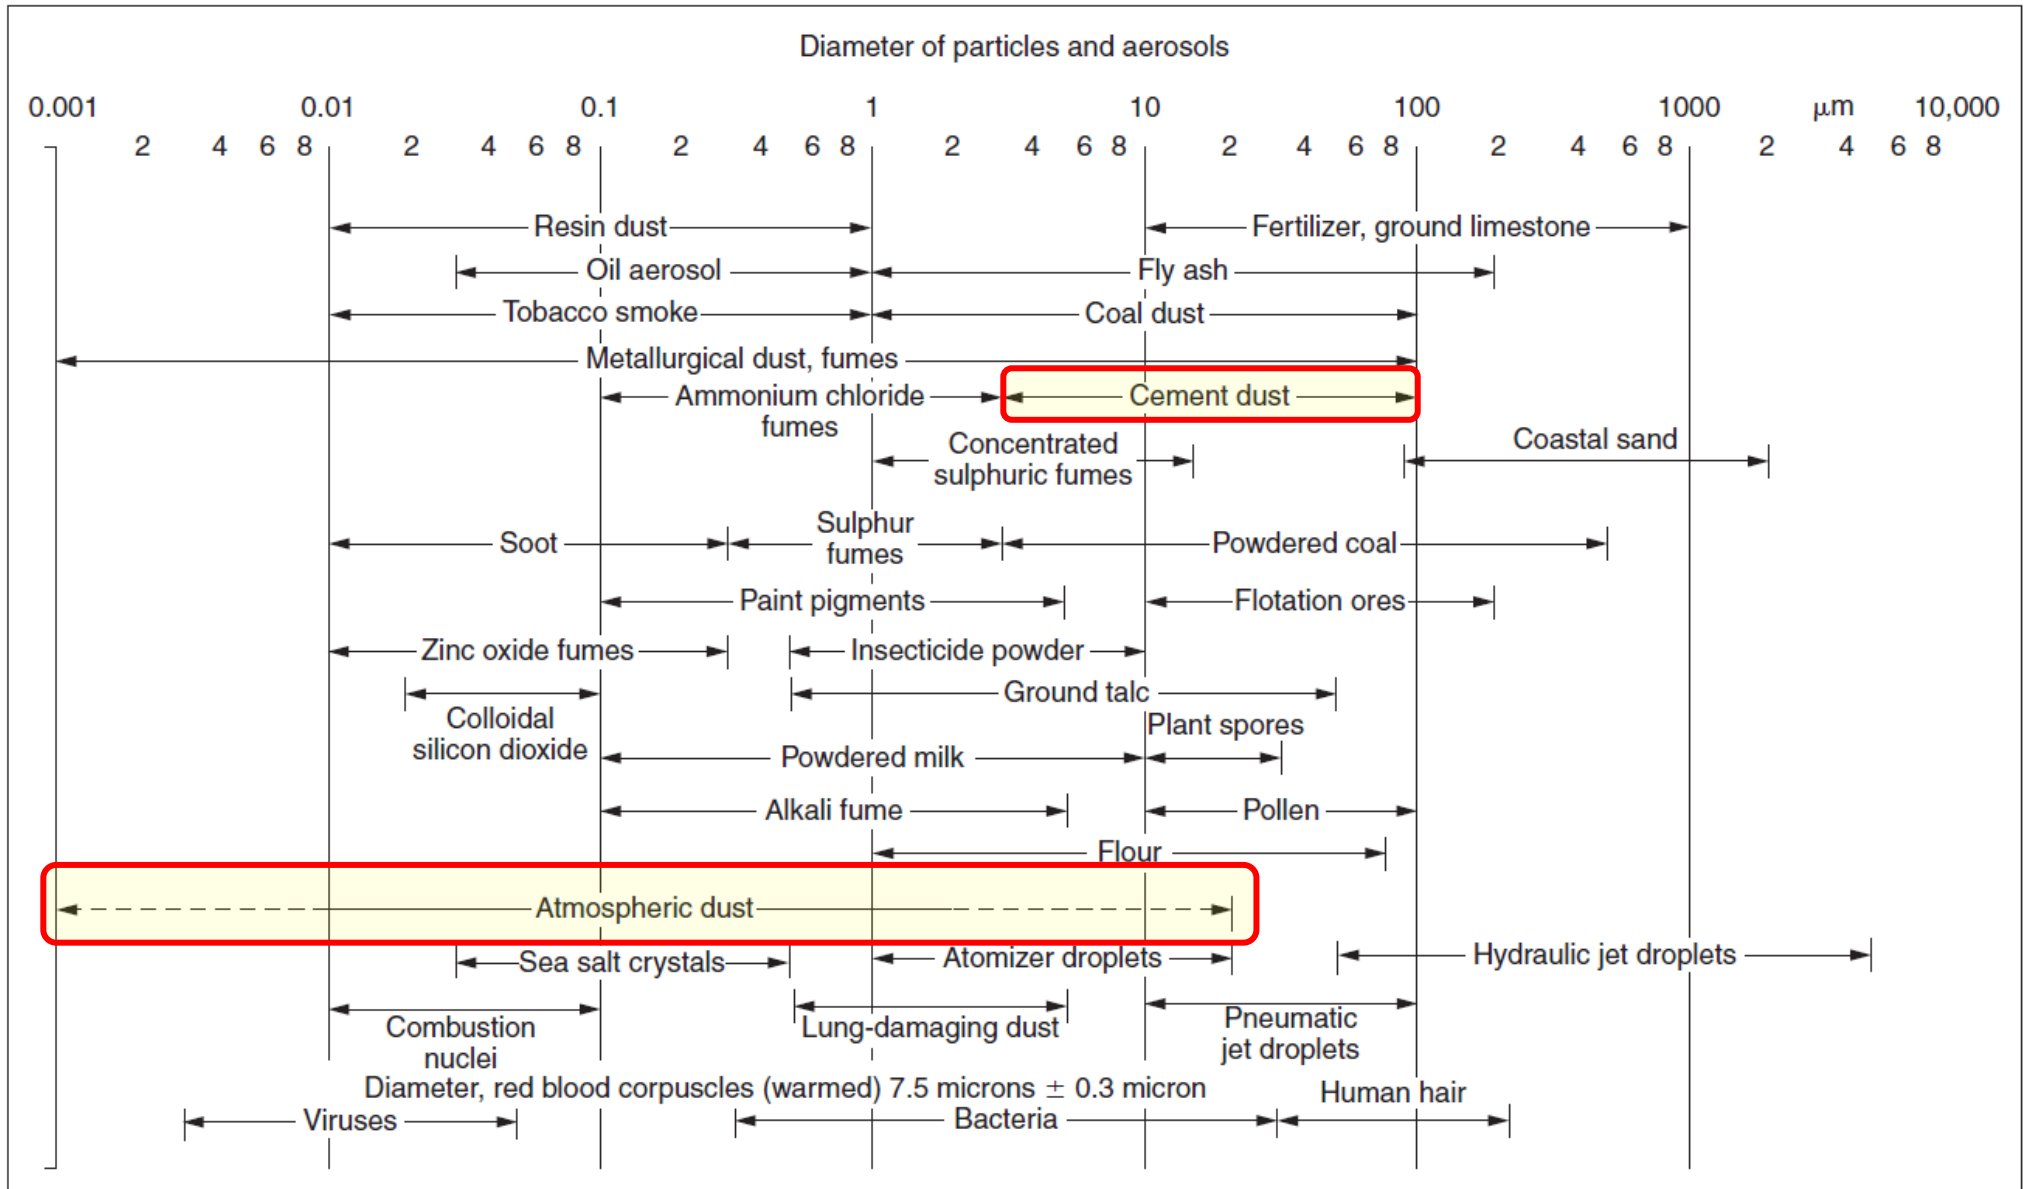 Diameter of particles and aerosols
0.001 0.01 0.1 1 10 100 1000 μm 10,000
2 4 6 8 2 4 6 8 2 4 6 8 2 4 6 8 2 4 6 8 2 4 6 8 2 4 6 8
Resin dust Fertilizer, ground limestone
Oil aerosol Fly ash
Tobacco smoke Coal dust
Metallurgical dust, fumes
Ammonium chloride Cement dust
fumes
Coastal sand
Concentrated
sulphuric fumes
Sulphur
Soot fumes Powdered coal
Paint pigments Flotation ores
Zinc oxide fumes Insecticide powder
Ground talc
Colloidal Plant spores
silicon dioxide
Powdered milk
Alkali fume Pollen
Flour
Atmospheric dust
Sea salt crystals Atomizer droplets Hydraulic jet droplets
Combustion Lung-damaging dust Pneumatic
nuclei jet droplets
Diameter, red blood corpuscles (warmed) 7.5 microns ± 0.3 micron Human hair
Viruses Bacteria